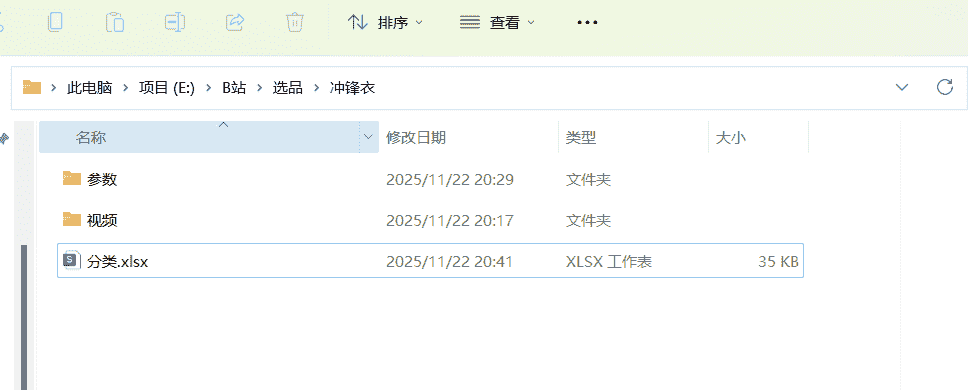 排序 查看
此电脑 > 项目 (E:) > B站 > 选品 > 冲锋衣
名称 修改日期 类型 大小
参数 2025/11/22 20:29 文件夹
视频 2025/11/22 20:17 文件夹
S 分类.xlsx 2025/11/22 20:41 XLSX 工作表 35 KB